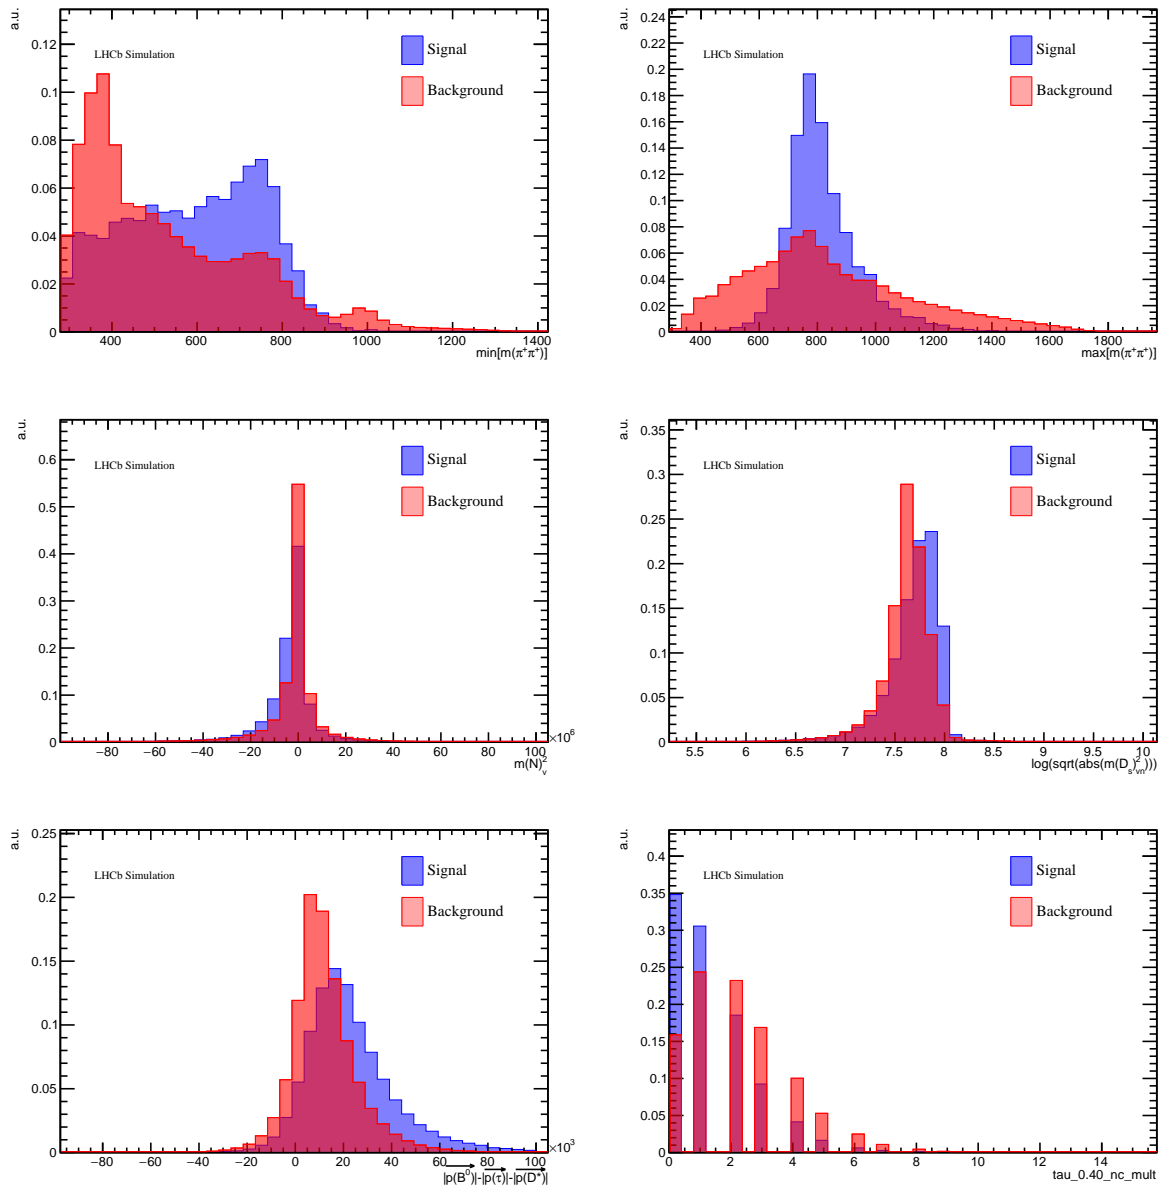 a.u.
0.12
0.1
0.08
0.06
0.04
0.02
0
LHCb Simulation
Signal
Background
400 600 800 1000 1200 1400
min[m(π⁺π⁺)]
a.u.
0.24
0.22
0.2
0.18
0.16
0.14
0.12
0.1
0.08
0.06
0.04
0.02
0
LHCb Simulation
Signal
Background
400 600 800 1000 1200 1400 1600 1800
max[m(π⁺π⁺)]
a.u.
0.6
0.5
0.4
0.3
0.2
0.1
0
LHCb Simulation
Signal
Background
−80 −60 −40 −20 0 20 40 60 80 100
×10⁶
m(N)²ᵥ
a.u.
0.35
0.3
0.25
0.2
0.15
0.1
0.05
0
LHCb Simulation
Signal
Background
5.5 6 6.5 7 7.5 8 8.5 9 9.5 10
log(sqrt(abs(m(D_s)²_vn)))
a.u.
0.25
0.2
0.15
0.1
0.05
0
LHCb Simulation
Signal
Background
−80 −60 −40 −20 0 20 40 60 80 100
×10³
|p(B⁰)|-|p(τ)|-|p(D*)|
a.u.
0.4
0.35
0.3
0.25
0.2
0.15
0.1
0.05
0
LHCb Simulation
Signal
Background
0 2 4 6 8 10 12 14
tau_0.40_nc_mult